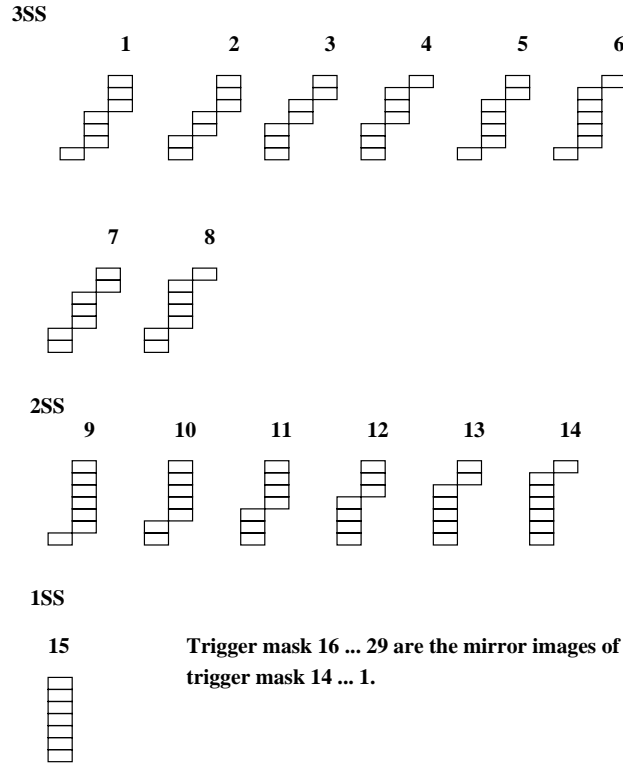 3SS
1 2 3 4 5 6
7 8
2SS
9 10 11 12 13 14
1SS
15
Trigger mask 16 ... 29 are the mirror images of
trigger mask 14 ... 1.